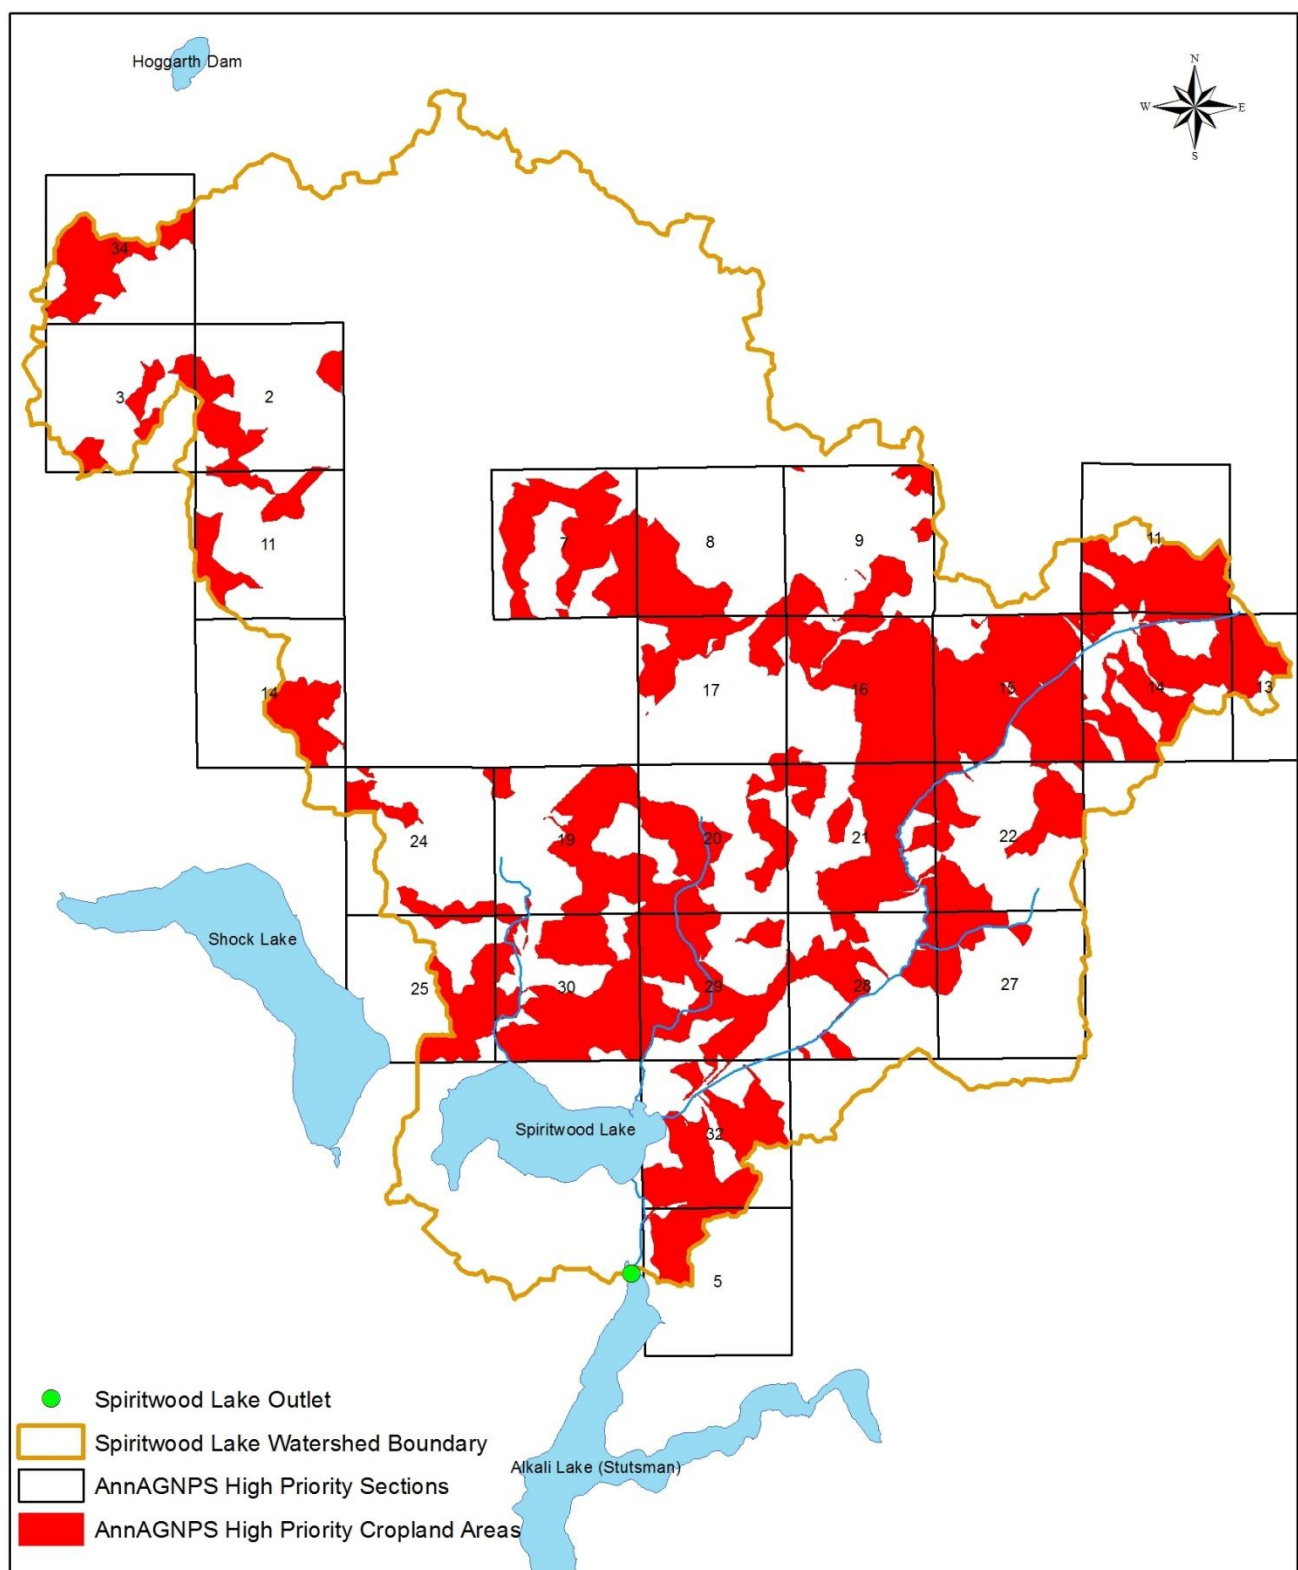 Hoggarth Dam
N
W E
S
34
3
2
11
7
8
9
11
14
17
16
15
14
13
24
19
20
21
22
Shock Lake
25
30
29
28
27
Spiritwood Lake
32
5
Spiritwood Lake Outlet
Spiritwood Lake Watershed Boundary
Alkali Lake (Stutsman)
AnnAGNPS High Priority Sections
AnnAGNPS High Priority Cropland Areas